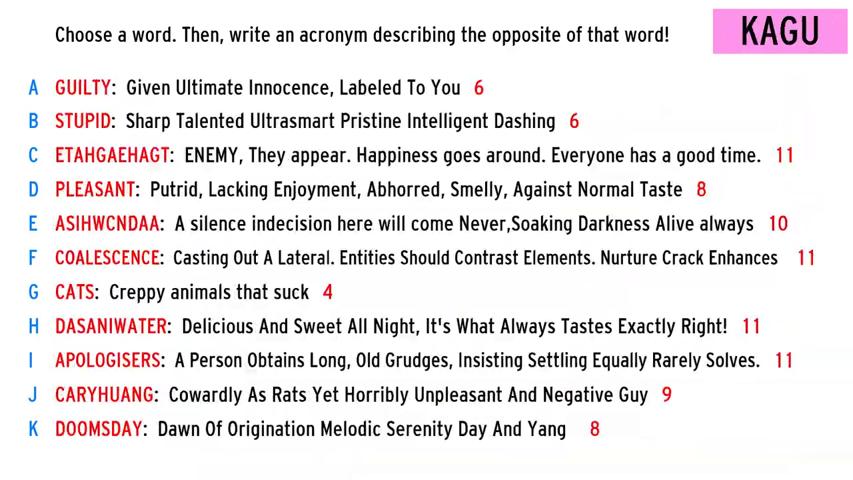 Choose a word. Then, write an acronym describing the opposite of that word!
KAGU
A GUILTY: Given Ultimate Innocence, Labeled To You 6
B STUPID: Sharp Talented Ultrasmart Pristine Intelligent Dashing 6
C ETAHGAEHAGT: ENEMY, They appear. Happiness goes around. Everyone has a good time. 11
D PLEASANT: Putrid, Lacking Enjoyment, Abhorred, Smelly, Against Normal Taste 8
E ASIHWCNDAA: A silence indecision here will come Never,Soaking Darkness Alive always 10
F COALESCENCE: Casting Out A Lateral. Entities Should Contrast Elements. Nurture Crack Enhances 11
G CATS: Creppy animals that suck 4
H DASANIWATER: Delicious And Sweet All Night, It's What Always Tastes Exactly Right! 11
I APOLOGISERS: A Person Obtains Long, Old Grudges, Insisting Settling Equally Rarely Solves. 11
J CARYHUANG: Cowardly As Rats Yet Horribly Unpleasant And Negative Guy 9
K DOOMSDAY: Dawn Of Origination Melodic Serenity Day And Yang 8